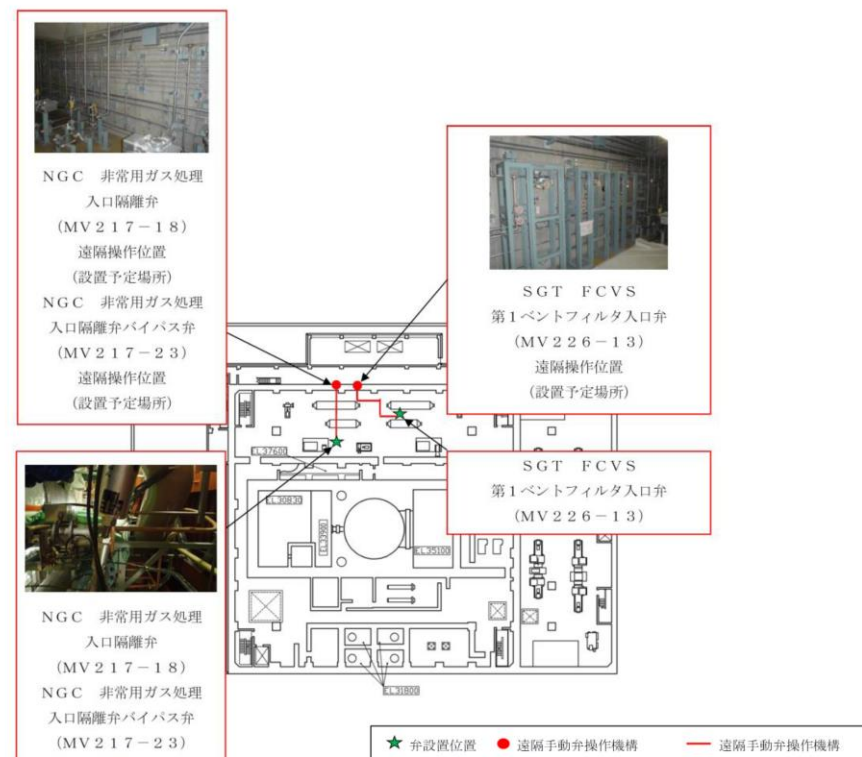 NGC 非常用ガス処理
入口隔離弁
(MV217-18)
遠隔操作位置
(設置予定場所)
NGC 非常用ガス処理
入口隔離弁バイパス弁
(MV217-23)
遠隔操作位置
(設置予定場所)
SGT FCVS
第1ベントフィルタ入口弁
(MV226-13)
遠隔操作位置
(設置予定場所)
SGT FCVS
第1ベントフィルタ入口弁
(MV226-13)
NGC 非常用ガス処理
入口隔離弁
(MV217-18)
NGC 非常用ガス処理
入口隔離弁バイパス弁
(MV217-23)
EL37600
EL30830
EL35100
EL31800
弁設置位置 遠隔手動弁操作機構 遠隔手動弁操作機構